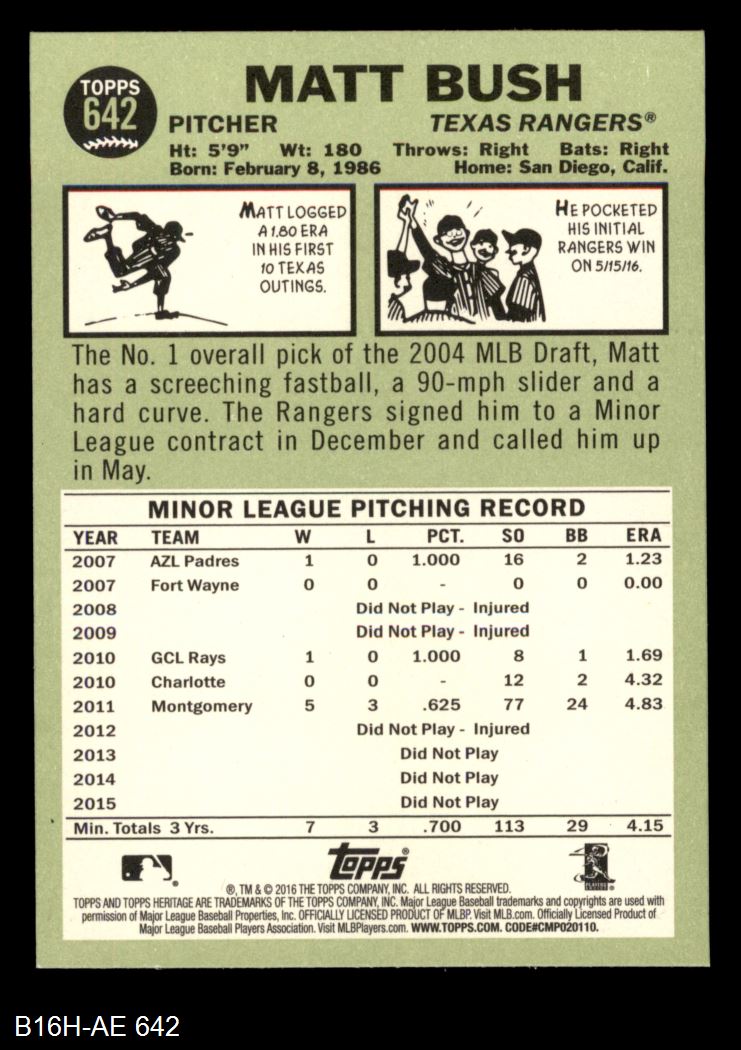 TOPPS
642
MATT BUSH
PITCHER
TEXAS RANGERS®
Ht: 5'9" Wt: 180 Throws: Right Bats: Right
Born: February 8, 1986 Home: San Diego, Calif.
MATT LOGGED
A 1.80 ERA
IN HIS FIRST
10 TEXAS
OUTINGS.
HE POCKETED
HIS INITIAL
RANGERS WIN
ON 5/15/16.
The No. 1 overall pick of the 2004 MLB Draft, Matt
has a screeching fastball, a 90-mph slider and a
hard curve. The Rangers signed him to a Minor
League contract in December and called him up
in May.
MINOR LEAGUE PITCHING RECORD
YEAR TEAM W L PCT. SO BB ERA
2007 AZL Padres 1 0 1.000 16 2 1.23
2007 Fort Wayne 0 0 - 0 0 0.00
2008 Did Not Play - Injured
2009 Did Not Play - Injured
2010 GCL Rays 1 0 1.000 8 1 1.69
2010 Charlotte 0 0 - 12 2 4.32
2011 Montgomery 5 3 .625 77 24 4.83
2012 Did Not Play - Injured
2013 Did Not Play
2014 Did Not Play
2015 Did Not Play
Min. Totals 3 Yrs. 7 3 .700 113 29 4.15
Topps®
PLAYERS
®, TM & © 2016 THE TOPPS COMPANY, INC. ALL RIGHTS RESERVED.
TOPPS AND TOPPS HERITAGE ARE TRADEMARKS OF THE TOPPS COMPANY, INC. Major League Baseball trademarks and copyrights are used with
permission of Major League Baseball Properties, Inc. OFFICIALLY LICENSED PRODUCT OF MLBP. Visit MLB.com. Officially Licensed Product of
Major League Baseball Players Association. Visit MLBPlayers.com. WWW.TOPPS.COM. CODE#CMP020110.
B16H-AE 642